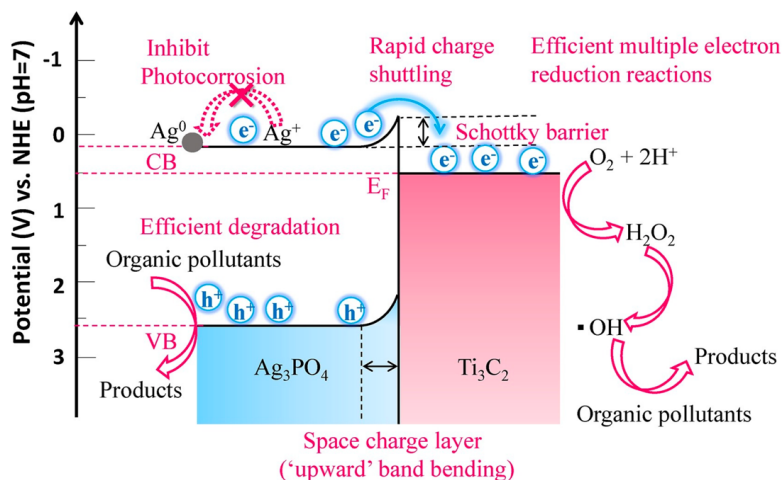 Potential (V) vs. NHE (pH=7)
-1
0
1
2
3
Inhibit
Photocorrosion
Rapid charge
shuttling
Efficient multiple electron
reduction reactions
Ag⁰
e⁻
Ag⁺
e⁻
e⁻
Schottky barrier
CB
e⁻
e⁻
e⁻
O₂ + 2H⁺
E_F
H₂O₂
Efficient degradation
Organic pollutants
h⁺
h⁺
h⁺
h⁺
VB
▪ OH
Products
Ag₃PO₄
Ti₃C₂
Products
Organic pollutants
Space charge layer
(‘upward’ band bending)